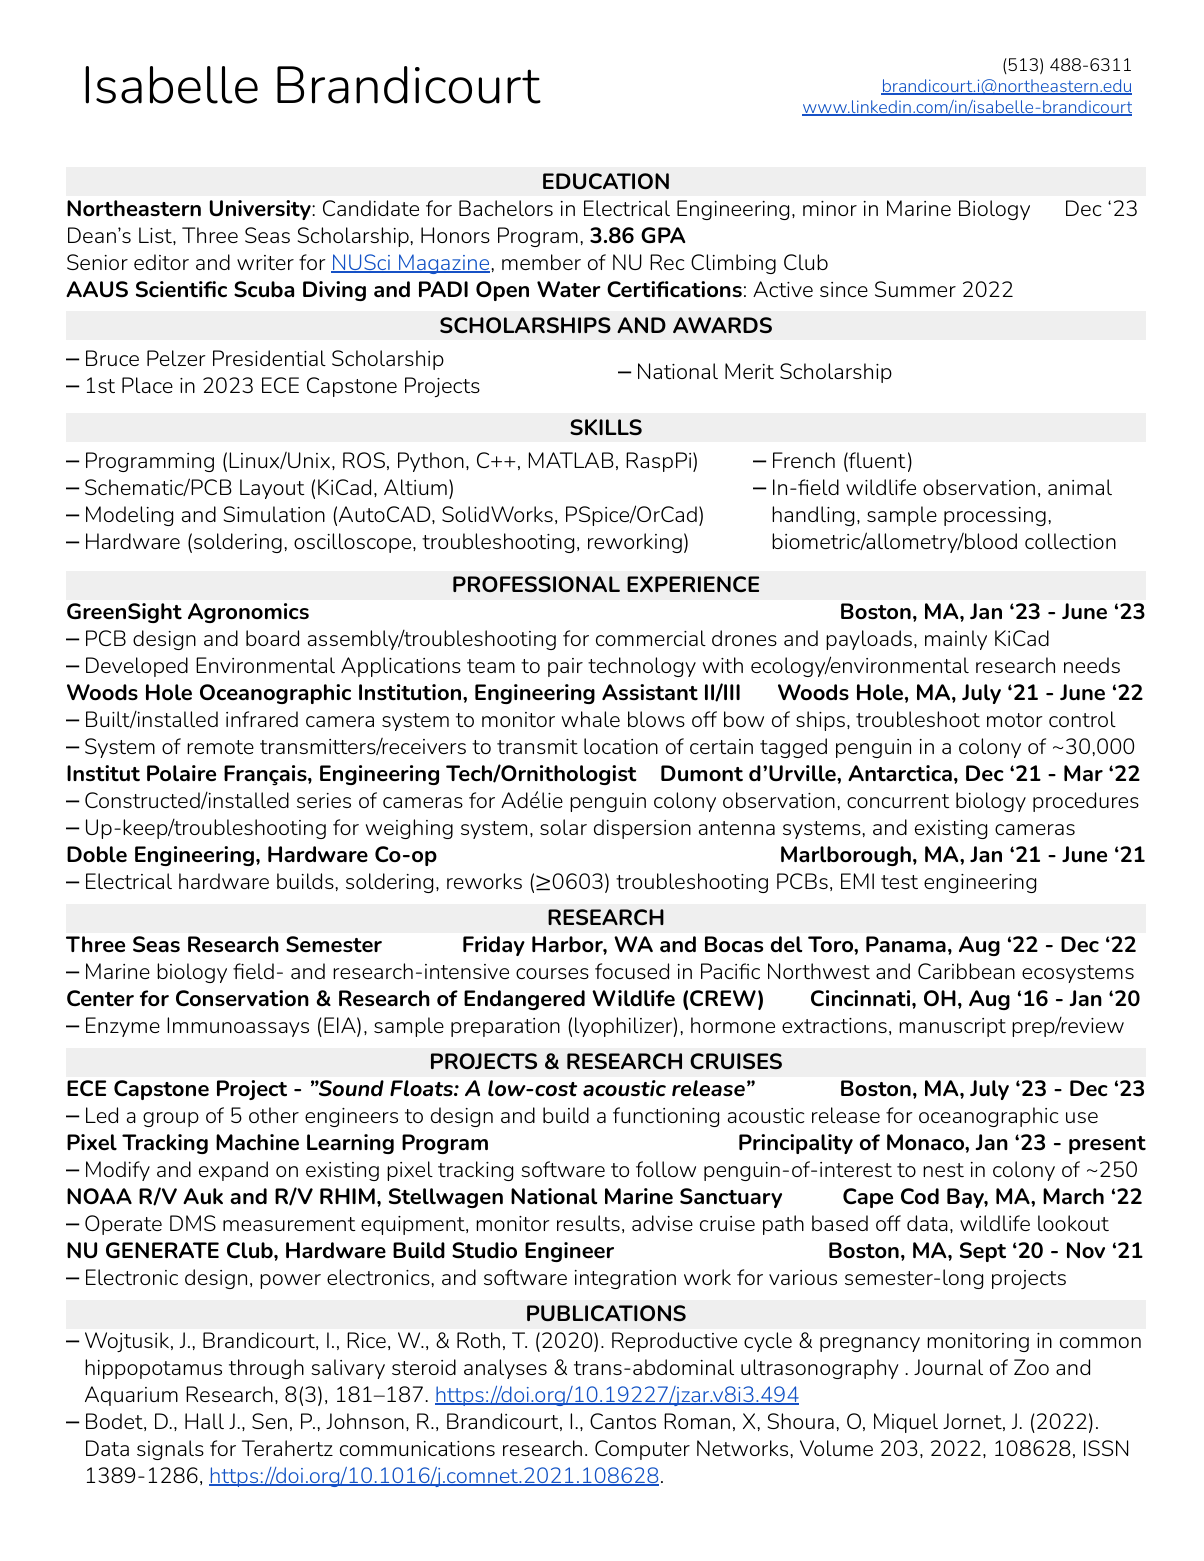 Isabelle Brandicourt
(513) 488-6311
brandicourt.i@northeastern.edu
www.linkedin.com/in/isabelle-brandicourt
EDUCATION
Northeastern University: Candidate for Bachelors in Electrical Engineering, minor in Marine Biology Dec ‘23
Dean’s List, Three Seas Scholarship, Honors Program, 3.86 GPA
Senior editor and writer for NUSci Magazine, member of NU Rec Climbing Club
AAUS Scientific Scuba Diving and PADI Open Water Certifications: Active since Summer 2022
SCHOLARSHIPS AND AWARDS
– Bruce Pelzer Presidential Scholarship
– 1st Place in 2023 ECE Capstone Projects
– National Merit Scholarship
SKILLS
– Programming (Linux/Unix, ROS, Python, C++, MATLAB, RaspPi)
– Schematic/PCB Layout (KiCad, Altium)
– Modeling and Simulation (AutoCAD, SolidWorks, PSpice/OrCad)
– Hardware (soldering, oscilloscope, troubleshooting, reworking)
– French (fluent)
– In-field wildlife observation, animal
handling, sample processing,
biometric/allometry/blood collection
PROFESSIONAL EXPERIENCE
GreenSight Agronomics Boston, MA, Jan ‘23 - June ‘23
– PCB design and board assembly/troubleshooting for commercial drones and payloads, mainly KiCad
– Developed Environmental Applications team to pair technology with ecology/environmental research needs
Woods Hole Oceanographic Institution, Engineering Assistant II/III Woods Hole, MA, July ‘21 - June ‘22
– Built/installed infrared camera system to monitor whale blows off bow of ships, troubleshoot motor control
– System of remote transmitters/receivers to transmit location of certain tagged penguin in a colony of ~30,000
Institut Polaire Français, Engineering Tech/Ornithologist Dumont d’Urville, Antarctica, Dec ‘21 - Mar ‘22
– Constructed/installed series of cameras for Adélie penguin colony observation, concurrent biology procedures
– Up-keep/troubleshooting for weighing system, solar dispersion antenna systems, and existing cameras
Doble Engineering, Hardware Co-op Marlborough, MA, Jan ‘21 - June ‘21
– Electrical hardware builds, soldering, reworks (≥0603) troubleshooting PCBs, EMI test engineering
RESEARCH
Three Seas Research Semester Friday Harbor, WA and Bocas del Toro, Panama, Aug ‘22 - Dec ‘22
– Marine biology field- and research-intensive courses focused in Pacific Northwest and Caribbean ecosystems
Center for Conservation & Research of Endangered Wildlife (CREW) Cincinnati, OH, Aug ‘16 - Jan ‘20
– Enzyme Immunoassays (EIA), sample preparation (lyophilizer), hormone extractions, manuscript prep/review
PROJECTS & RESEARCH CRUISES
ECE Capstone Project - ”Sound Floats: A low-cost acoustic release” Boston, MA, July ‘23 - Dec ‘23
– Led a group of 5 other engineers to design and build a functioning acoustic release for oceanographic use
Pixel Tracking Machine Learning Program Principality of Monaco, Jan ‘23 - present
– Modify and expand on existing pixel tracking software to follow penguin-of-interest to nest in colony of ~250
NOAA R/V Auk and R/V RHIM, Stellwagen National Marine Sanctuary Cape Cod Bay, MA, March ‘22
– Operate DMS measurement equipment, monitor results, advise cruise path based off data, wildlife lookout
NU GENERATE Club, Hardware Build Studio Engineer Boston, MA, Sept ‘20 - Nov ‘21
– Electronic design, power electronics, and software integration work for various semester-long projects
PUBLICATIONS
– Wojtusik, J., Brandicourt, I., Rice, W., & Roth, T. (2020). Reproductive cycle & pregnancy monitoring in common
hippopotamus through salivary steroid analyses & trans-abdominal ultrasonography . Journal of Zoo and
Aquarium Research, 8(3), 181–187. https://doi.org/10.19227/jzar.v8i3.494
– Bodet, D., Hall J., Sen, P., Johnson, R., Brandicourt, I., Cantos Roman, X, Shoura, O, Miquel Jornet, J. (2022).
Data signals for Terahertz communications research. Computer Networks, Volume 203, 2022, 108628, ISSN
1389-1286, https://doi.org/10.1016/j.comnet.2021.108628.